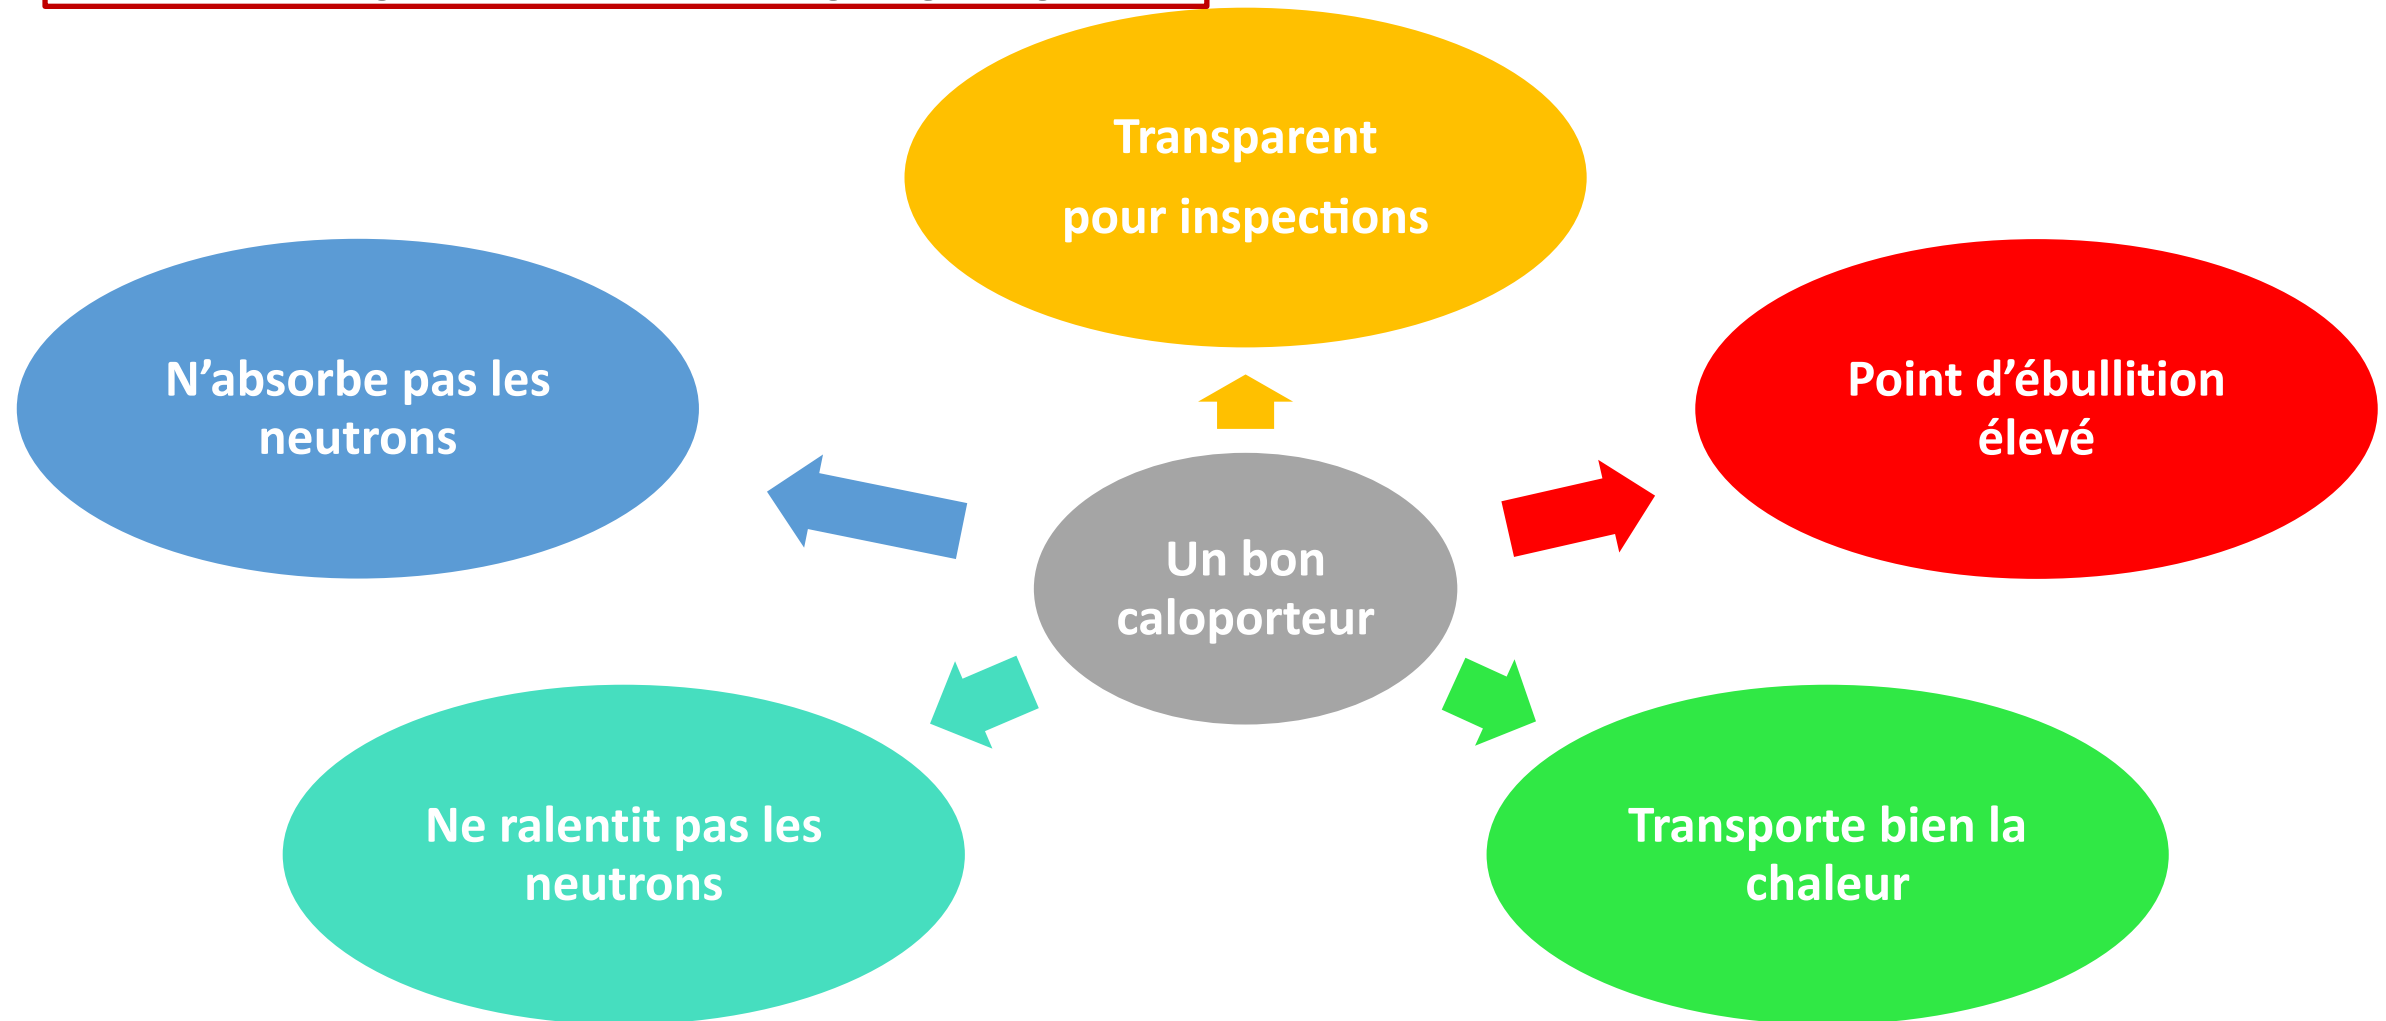 Transparent
pour inspections
N’absorbe pas les
neutrons
Point d’ébullition
élevé
Un bon
caloporteur
Ne ralentit pas les
neutrons
Transporte bien la
chaleur